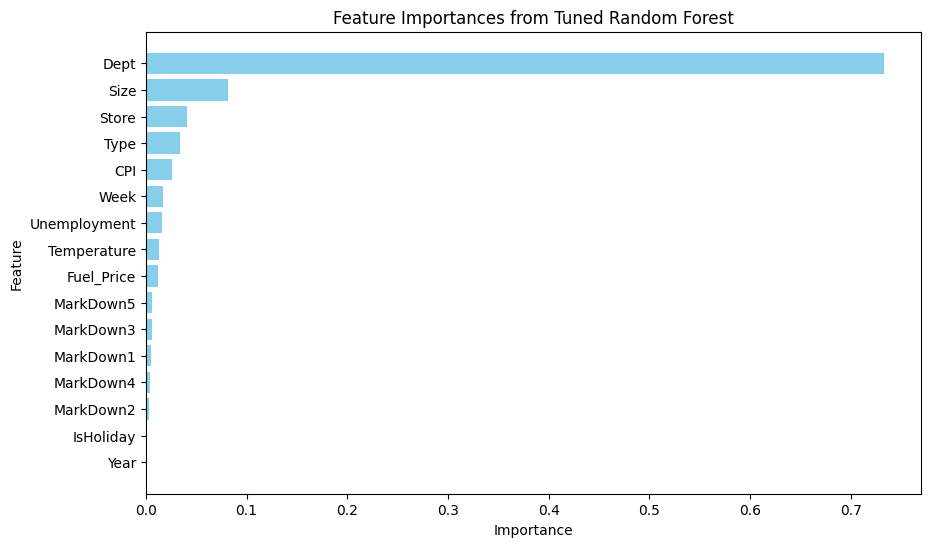 Feature Importances from Tuned Random Forest
Feature
Dept
Size
Store
Type
CPI
Week
Unemployment
Temperature
Fuel_Price
MarkDown5
MarkDown3
MarkDown1
MarkDown4
MarkDown2
IsHoliday
Year
0.0 0.1 0.2 0.3 0.4 0.5 0.6 0.7
Importance